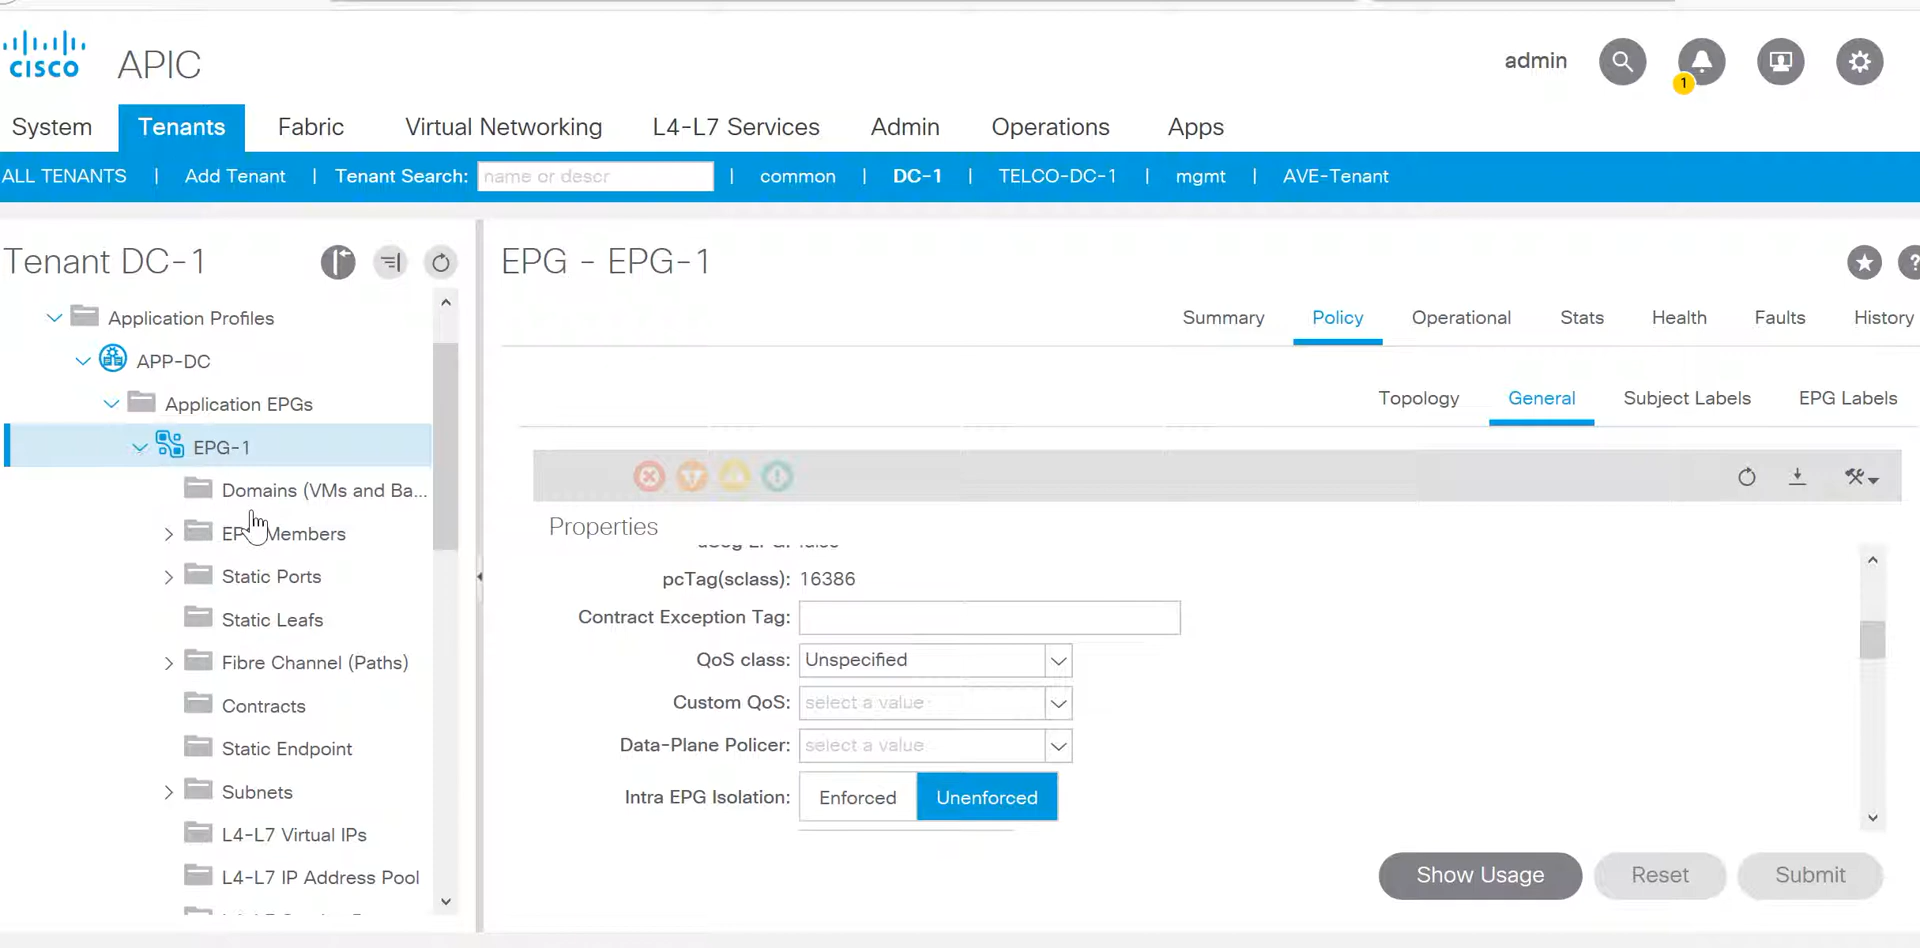 cisco APIC
admin
1
System Tenants Fabric Virtual Networking L4-L7 Services Admin Operations Apps
ALL TENANTS | Add Tenant | Tenant Search: name or descr | common | DC-1 | TELCO-DC-1 | mgmt | AVE-Tenant
Tenant DC-1
EPG - EPG-1
?
Summary Policy Operational Stats Health Faults History
Topology General Subject Labels EPG Labels
Application Profiles
APP-DC
Application EPGs
EPG-1
Domains (VMs and Ba...
Members
Static Ports
Static Leafs
Fibre Channel (Paths)
Contracts
Static Endpoint
Subnets
L4-L7 Virtual IPs
L4-L7 IP Address Pool
Properties
pcTag(sclass): 16386
Contract Exception Tag:
QoS class: Unspecified
Custom QoS: select a value
Data-Plane Policer: select a value
Intra EPG Isolation: Enforced Unenforced
Show Usage Reset Submit